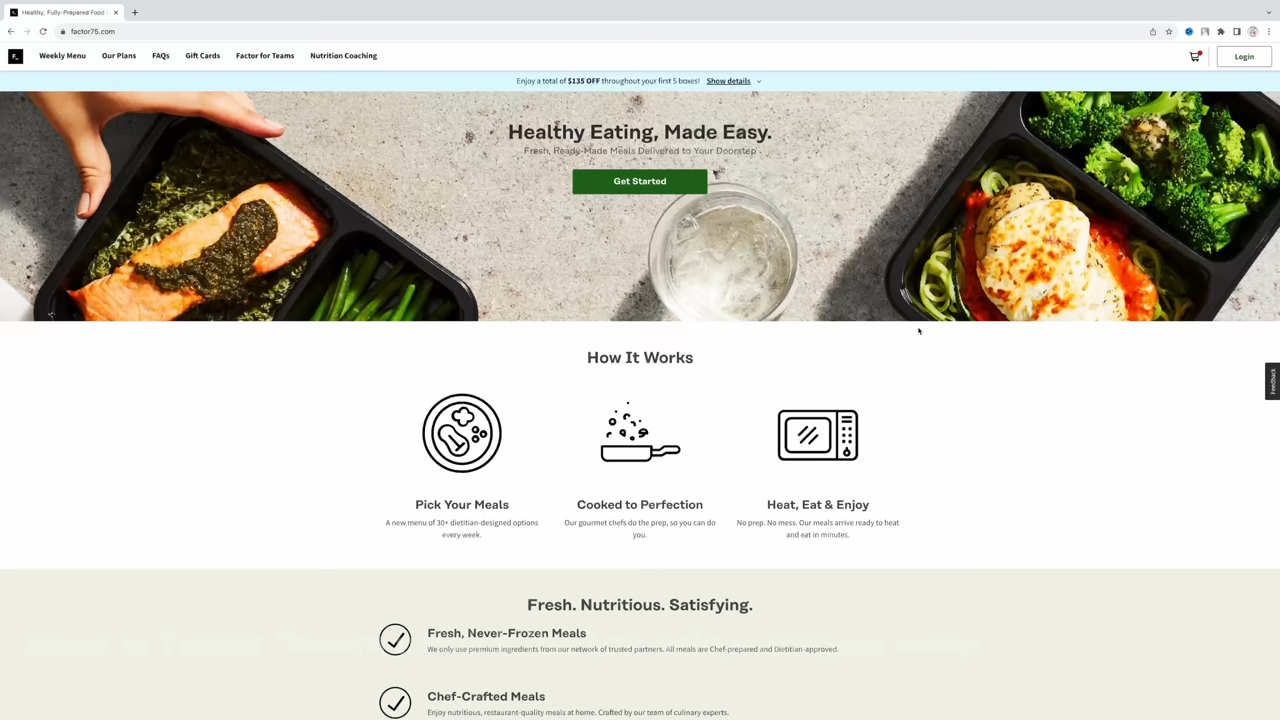 Healthy, Fully-Prepared Food
factor75.com
F_
Weekly Menu
Our Plans
FAQs
Gift Cards
Factor for Teams
Nutrition Coaching
Login
Enjoy a total of $135 OFF throughout your first 5 boxes! Show details
Healthy Eating, Made Easy.
Fresh, Ready-Made Meals Delivered to Your Doorstep
Get Started
Feedback
How It Works
Pick Your Meals
A new menu of 30+ dietitian-designed options
every week.
Cooked to Perfection
Our gourmet chefs do the prep, so you can do
you.
Heat, Eat & Enjoy
No prep. No mess. Our meals arrive ready to heat
and eat in minutes.
Fresh. Nutritious. Satisfying.
Fresh, Never-Frozen Meals
We only use premium ingredients from our network of trusted partners. All meals are Chef-prepared and Dietitian-approved.
Chef-Crafted Meals
Enjoy nutritious, restaurant-quality meals at home. Crafted by our team of culinary experts.